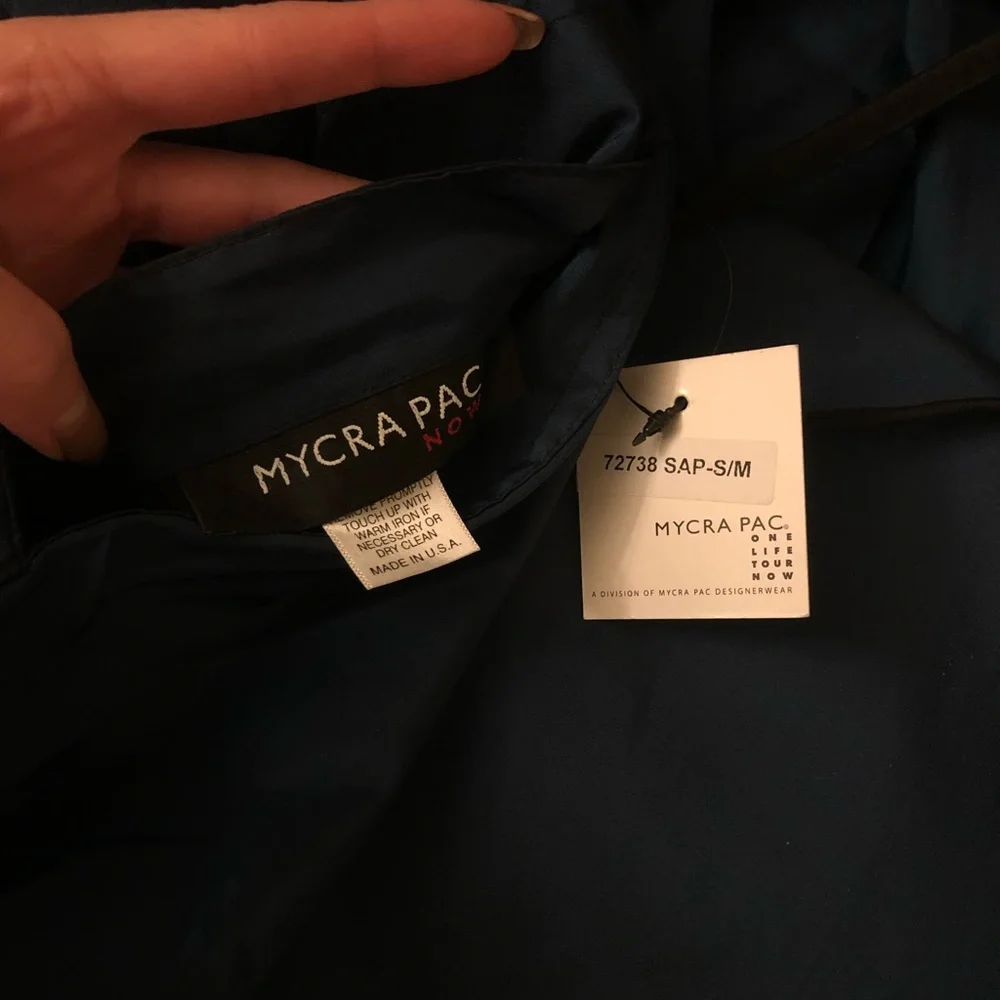 MYCRA PAC
NOW
MOVE PROMPTLY
TOUCH UP WITH
WARM IRON IF
NECESSARY OR
DRY CLEAN
MADE IN U.S.A.
72738 SAP-S/M
MYCRA PAC®
ONE
LIFE
TOUR
NOW
A DIVISION OF MYCRA PAC DESIGNERWEAR